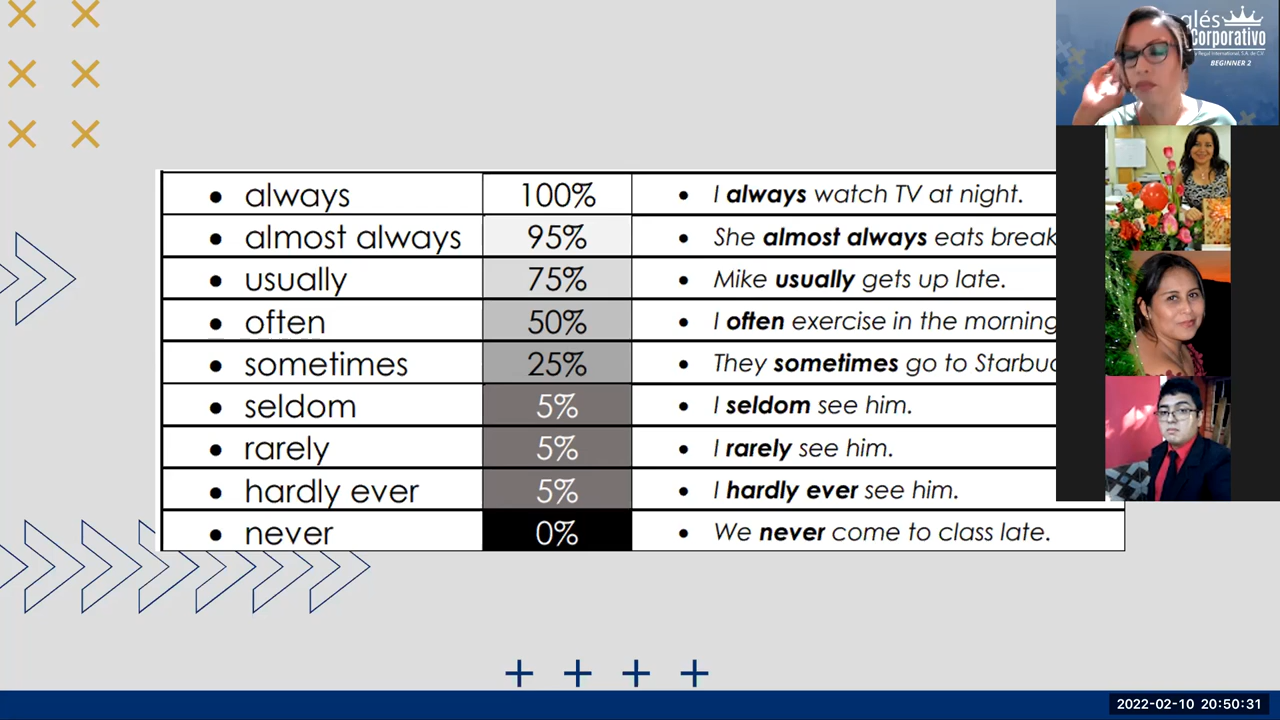 • always 100% • I always watch TV at night.
• almost always 95% • She almost always eats break
• usually 75% • Mike usually gets up late.
• often 50% • I often exercise in the morning
• sometimes 25% • They sometimes go to Starbuc
• seldom 5% • I seldom see him.
• rarely 5% • I rarely see him.
• hardly ever 5% • I hardly ever see him.
• never 0% • We never come to class late.
glés
Corporativo
BEGINNER 2
2022-02-10 20:50:31